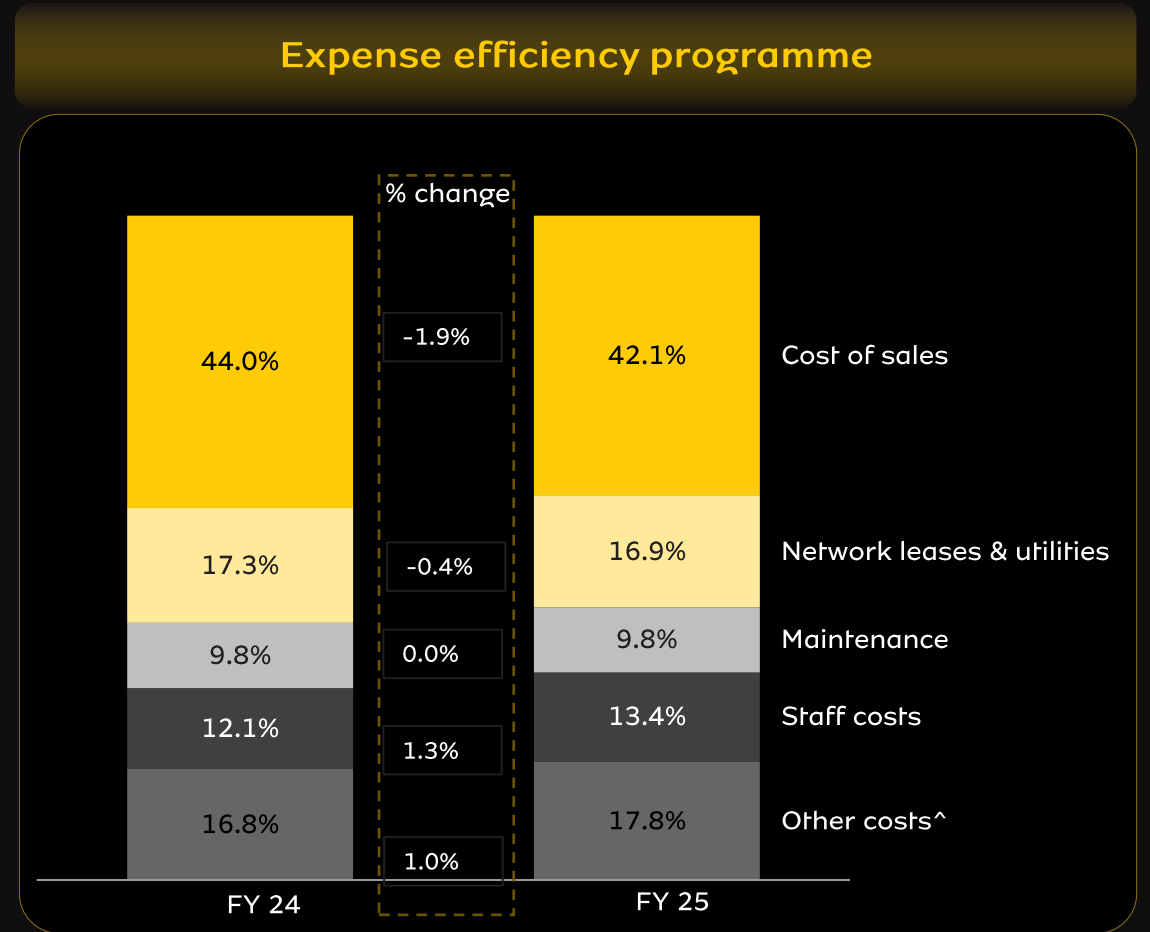 Expense efficiency programme
% change
44.0%
-1.9%
42.1%
Cost of sales
17.3%
-0.4%
16.9%
Network leases & utilities
9.8%
0.0%
9.8%
Maintenance
12.1%
1.3%
13.4%
Staff costs
16.8%
1.0%
17.8%
Other costs^
FY 24
FY 25